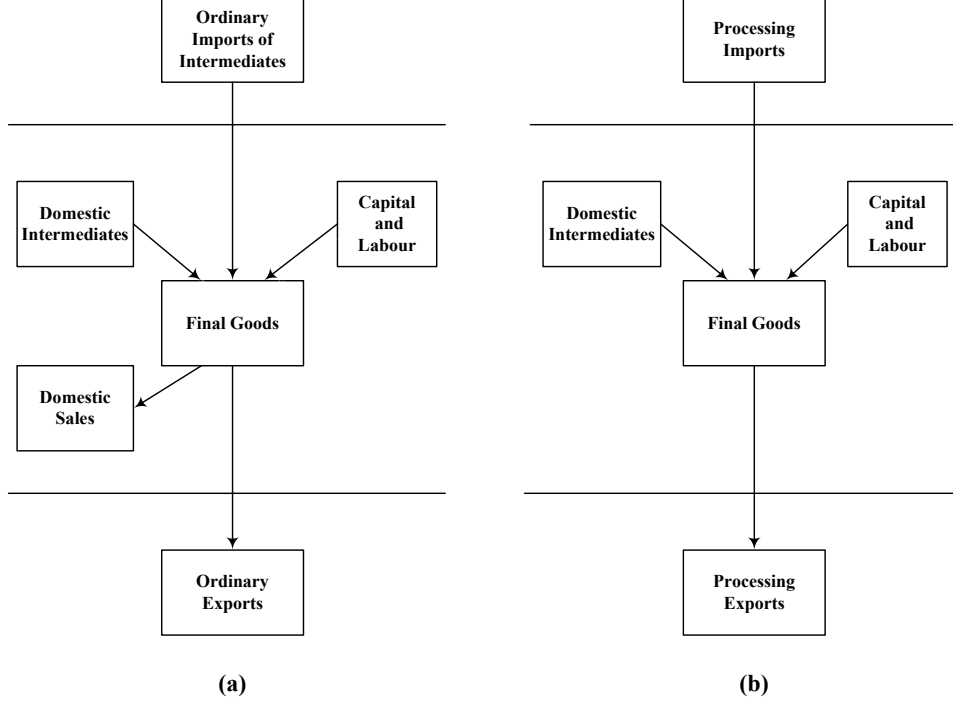 Ordinary
Imports of
Intermediates
Domestic
Intermediates
Capital
and
Labour
Final Goods
Domestic
Sales
Ordinary
Exports
(a)
Processing
Imports
Domestic
Intermediates
Capital
and
Labour
Final Goods
Processing
Exports
(b)